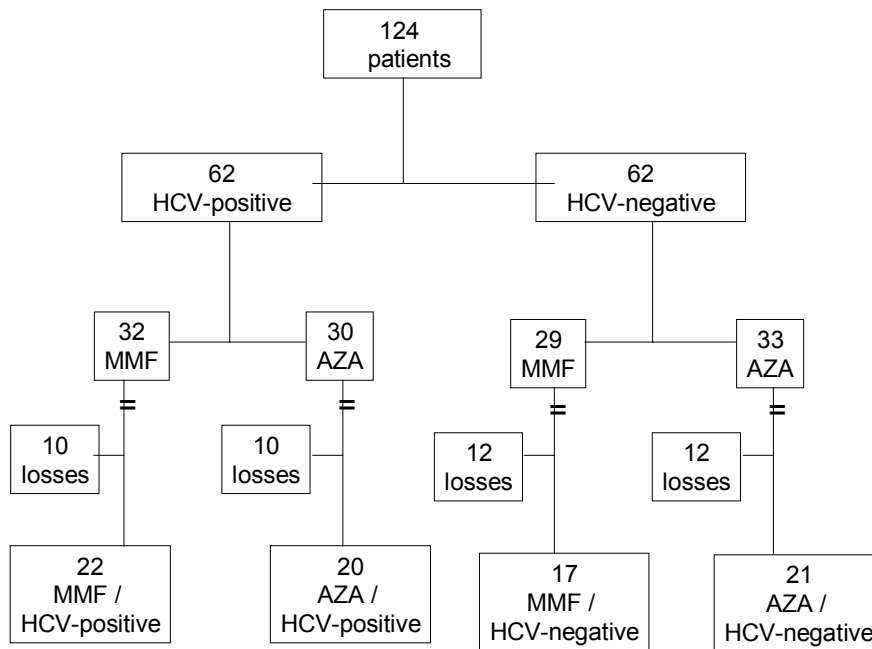 124
patients
62
HCV-positive
62
HCV-negative
32
MMF
30
AZA
29
MMF
33
AZA
10
losses
10
losses
12
losses
12
losses
22
MMF /
HCV-positive
20
AZA /
HCV-positive
17
MMF /
HCV-negative
21
AZA /
HCV-negative